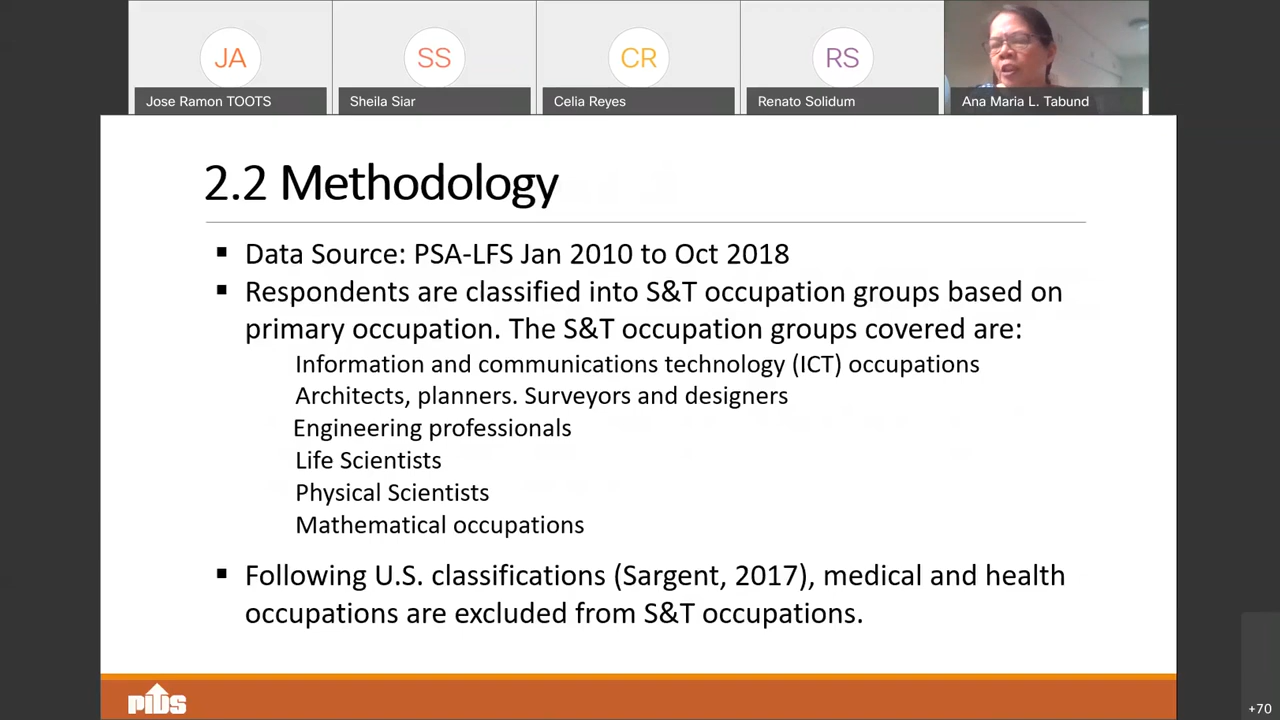 JA
SS
CR
RS
Jose Ramon TOOTS
Sheila Siar
Celia Reyes
Renato Solidum
Ana Maria L. Tabund
2.2 Methodology
▪ Data Source: PSA-LFS Jan 2010 to Oct 2018
▪ Respondents are classified into S&T occupation groups based on
primary occupation. The S&T occupation groups covered are:
Information and communications technology (ICT) occupations
Architects, planners. Surveyors and designers
Engineering professionals
Life Scientists
Physical Scientists
Mathematical occupations
▪ Following U.S. classifications (Sargent, 2017), medical and health
occupations are excluded from S&T occupations.
PIDS
+70